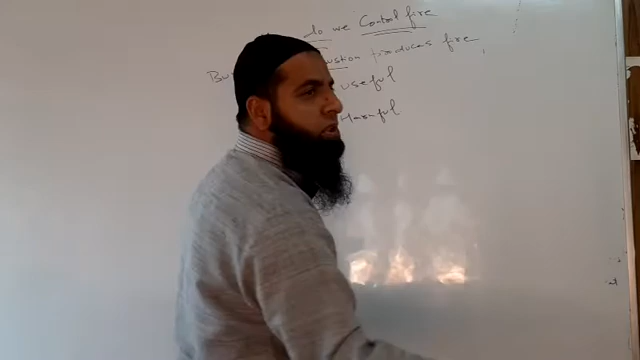 do we Control fire
ustion produces fire,
useful
Harmful.